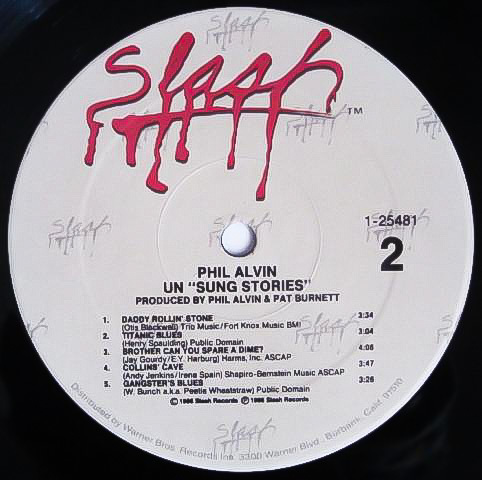 Slash
TM
1-25481
2
PHIL ALVIN
UN "SUNG STORIES"
PRODUCED BY PHIL ALVIN & PAT BURNETT
1. DADDY ROLLIN' STONE 3:34
(Otis Blackwall) Trio Music/Fort Knox Music BMI
2. TITANIC BLUES 3:04
(Henry Spaulding) Public Domain
3. BROTHER CAN YOU SPARE A DIME? 4:06
(Jay Gourdy/E.Y. Harburg) Harms, Inc. ASCAP
4. COLLINS' CAVE 3:47
(Andy Jenkins/Irene Spain) Shapiro-Bernstein Music ASCAP
5. GANGSTER'S BLUES 3:26
(W. Bunch a.k.a. Peetie Wheatstraw) Public Domain
© 1986 Slash Records ℗ 1986 Slash Records
Distributed by Warner Bros. Records Inc. 3300 Warner Blvd., Burbank, Calif. 91510